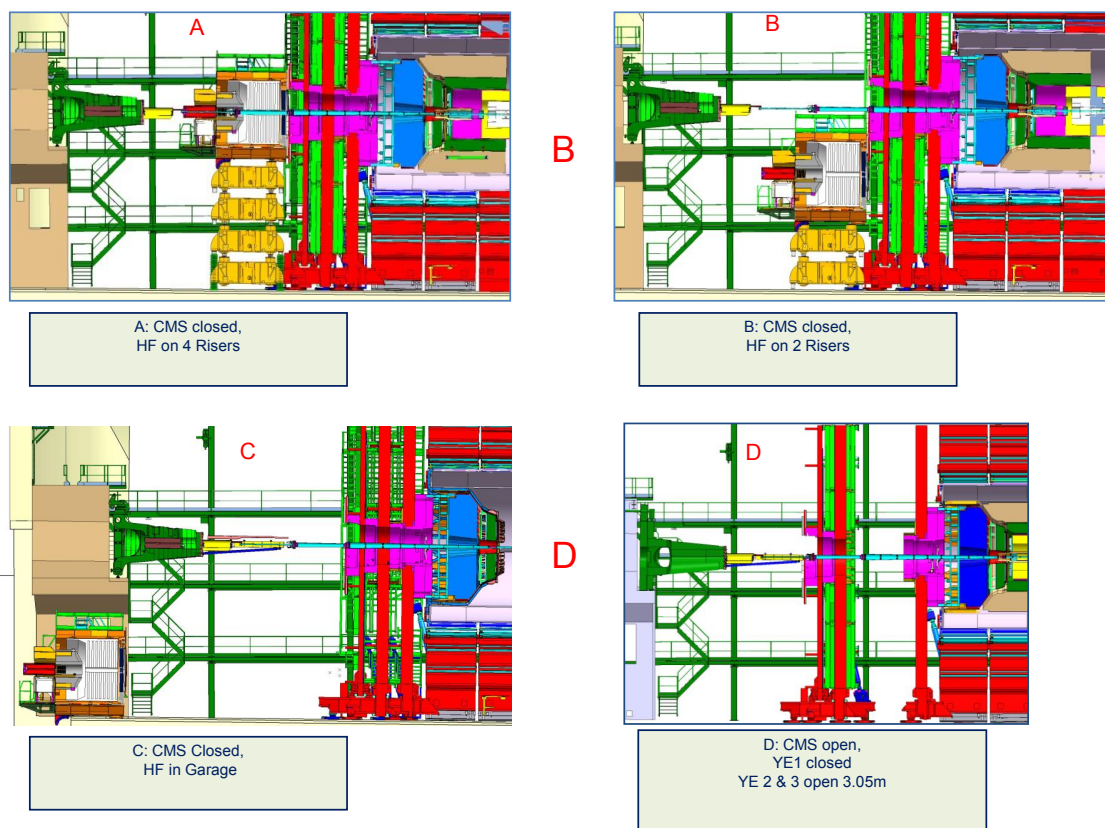 A
B
B
A: CMS closed,
HF on 4 Risers
B: CMS closed,
HF on 2 Risers
C
D
D
C: CMS Closed,
HF in Garage
D: CMS open,
YE1 closed
YE 2 & 3 open 3.05m